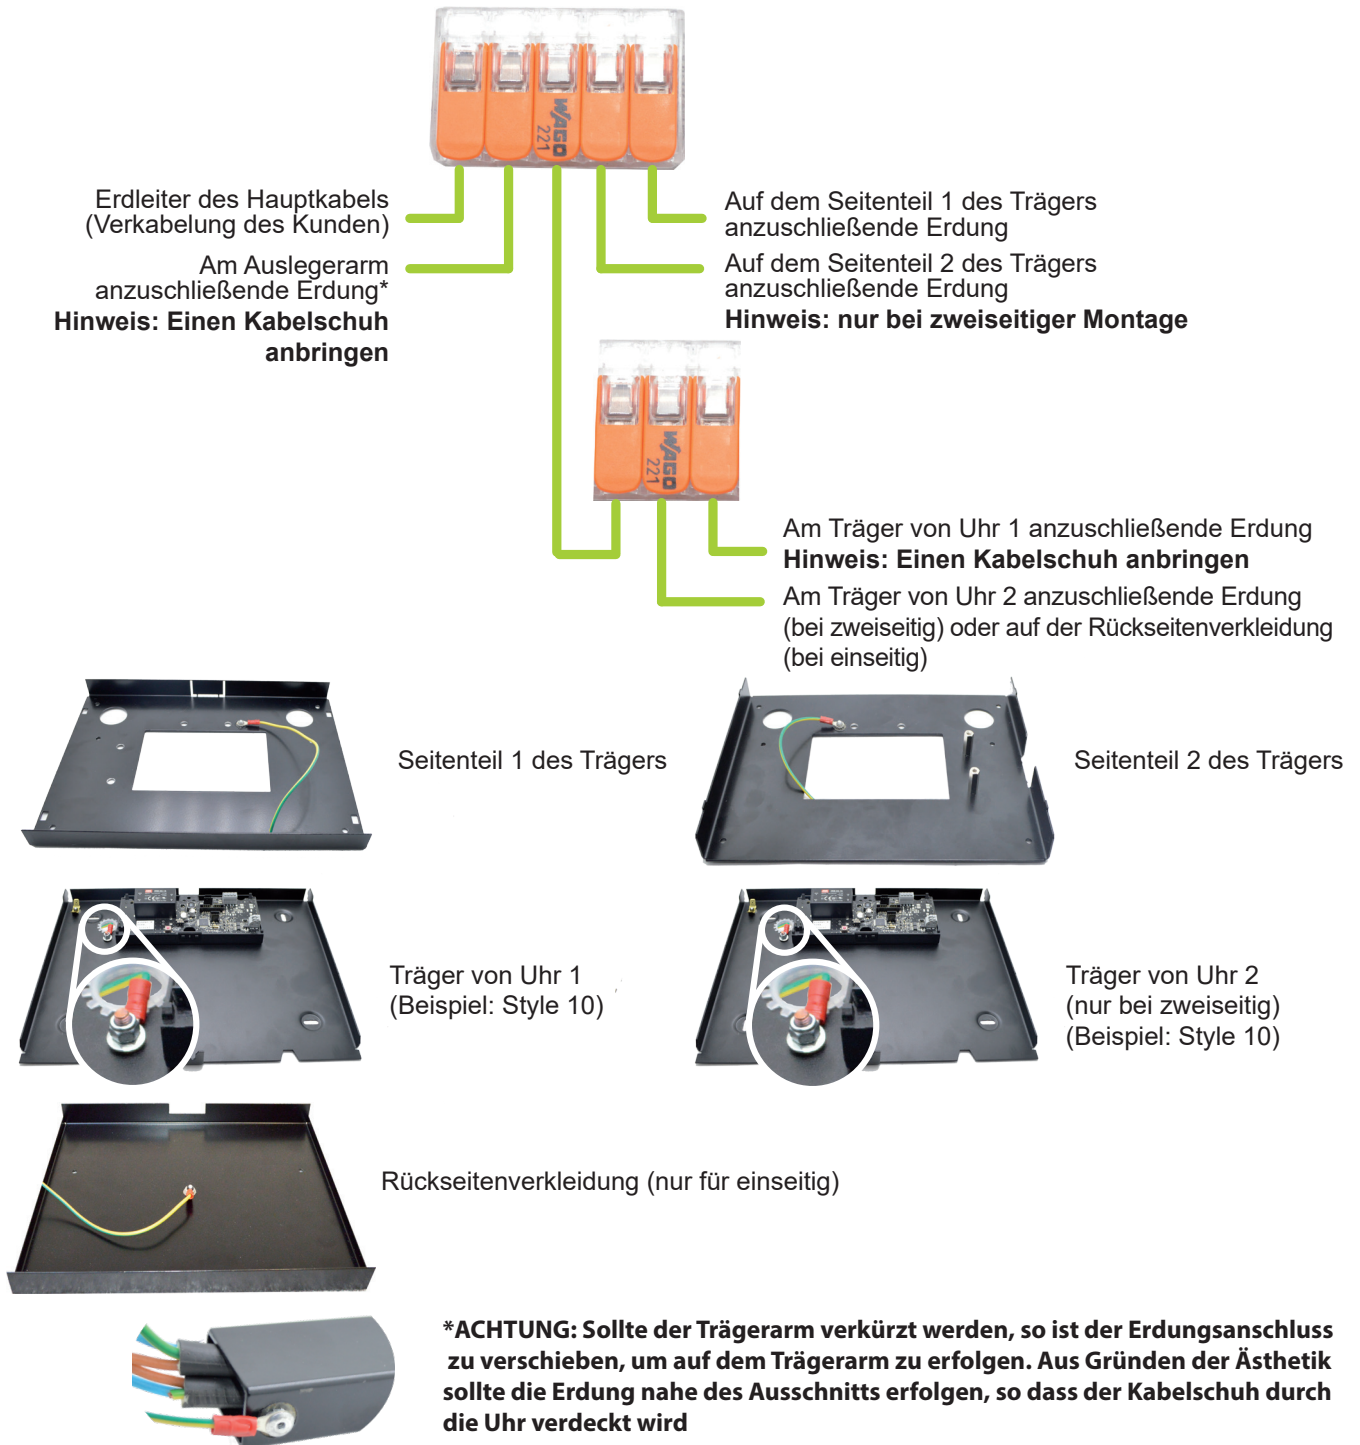 WAGO
221
Erdleiter des Hauptkabels
(Verkabelung des Kunden)
Am Auslegerarm
anzuschließende Erdung*
Hinweis: Einen Kabelschuh
anbringen
Auf dem Seitenteil 1 des Trägers
anzuschließende Erdung
Auf dem Seitenteil 2 des Trägers
anzuschließende Erdung
Hinweis: nur bei zweiseitiger Montage
WAGO
221
Am Träger von Uhr 1 anzuschließende Erdung
Hinweis: Einen Kabelschuh anbringen
Am Träger von Uhr 2 anzuschließende Erdung
(bei zweiseitig) oder auf der Rückseitenverkleidung
(bei einseitig)
Seitenteil 1 des Trägers
Seitenteil 2 des Trägers
Träger von Uhr 1
(Beispiel: Style 10)
Träger von Uhr 2
(nur bei zweiseitig)
(Beispiel: Style 10)
Rückseitenverkleidung (nur für einseitig)
*ACHTUNG: Sollte der Trägerarm verkürzt werden, so ist der Erdungsanschluss
zu verschieben, um auf dem Trägerarm zu erfolgen. Aus Gründen der Ästhetik
sollte die Erdung nahe des Ausschnitts erfolgen, so dass der Kabelschuh durch
die Uhr verdeckt wird